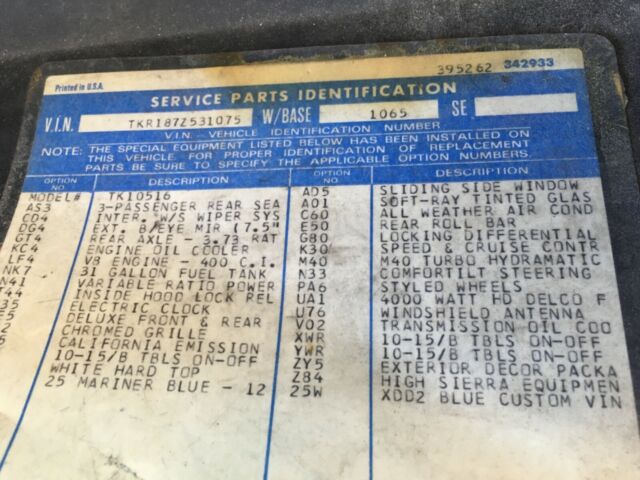 395262 342933
Printed in U.S.A.
SERVICE PARTS IDENTIFICATION
V.I.N. TKR187Z531075 W/BASE 1065 SE
V.I.N. - VEHICLE IDENTIFICATION NUMBER
NOTE: THE SPECIAL EQUIPMENT LISTED BELOW HAS BEEN INSTALLED ON
THIS VEHICLE. FOR PROPER IDENTIFICATION OF REPLACEMENT
PARTS BE SURE TO SPECIFY THE APPLICABLE OPTION NUMBERS.
OPTION NO. DESCRIPTION
MODEL# TK10516
AS3 3-PASSENGER REAR SEA
CD4 INTER. W/S WIPER SYS
DG4 EXT. B/EYE MIR (7.5"
GT4 REAR AXLE - 3.73 RAT
KC4 ENGINE OIL COOLER
LF4 V8 ENGINE - 400 C.I.
NK7 31 GALLON FUEL TANK
N41 VARIABLE RATIO POWER
44 INSIDE HOOD LOCK REL
35 ELECTRIC CLOCK
5 DELUXE FRONT & REAR
2 CHROMED GRILLE
5 CALIFORNIA EMISSION
10-15/B TBLS ON-OFF
WHITE HARD TOP
25 MARINER BLUE - 12
OPTION NO. DESCRIPTION
AD5 SLIDING SIDE WINDOW
A01 SOFT-RAY TINTED GLAS
C60 ALL WEATHER AIR COND
E50 REAR ROLL BAR
G80 LOCKING DIFFERENTIAL
K30 SPEED & CRUISE CONTR
M40 M40 TURBO HYDRAMATIC
N33 COMFORTILT STEERING
PA6 STYLED WHEELS
UA1 4000 WATT HD DELCO F
U76 WINDSHIELD ANTENNA
V02 TRANSMISSION OIL COO
XWR 10-15/B TBLS ON-OFF
YWR 10-15/B TBLS ON-OFF
ZY5 EXTERIOR DECOR PACKA
Z84 HIGH SIERRA EQUIPMEN
25W XDD2 BLUE CUSTOM VIN